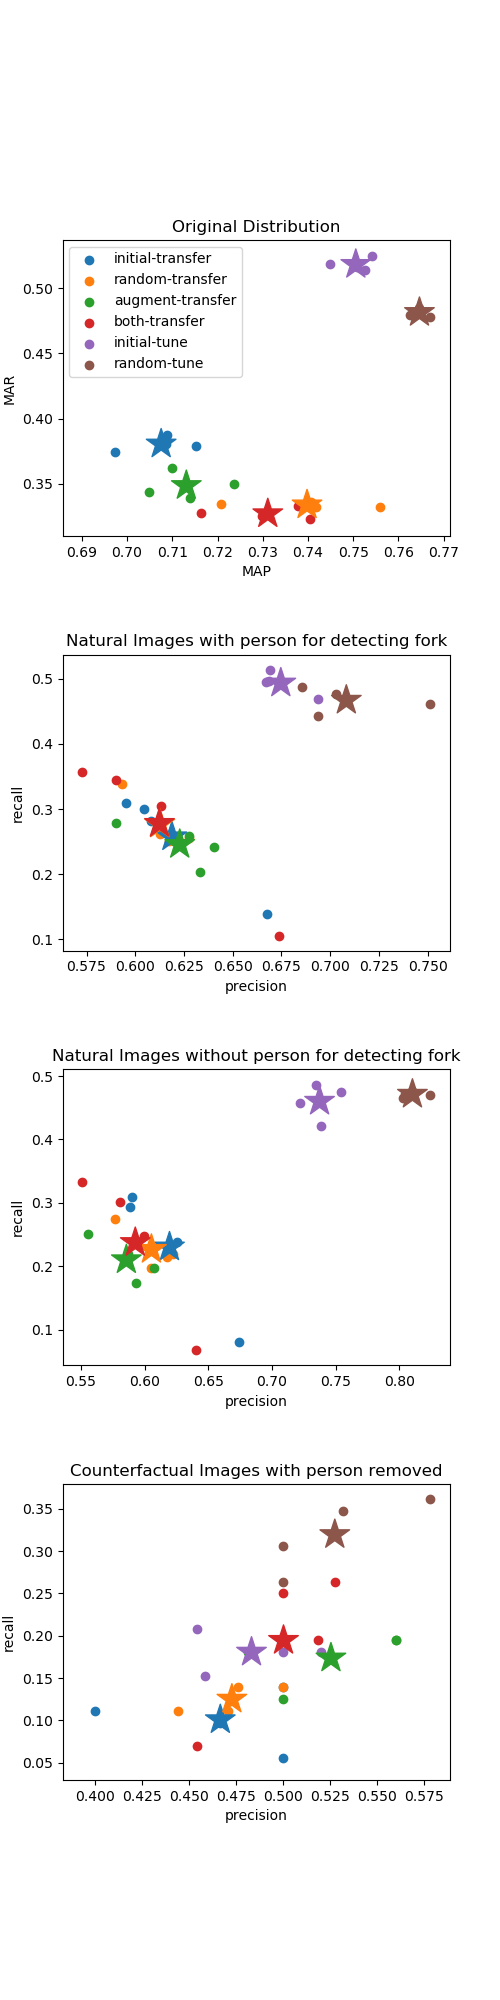 Original Distribution
initial-transfer
random-transfer
augment-transfer
both-transfer
initial-tune
random-tune
0.50
0.45
0.40
0.35
MAR
0.69 0.70 0.71 0.72 0.73 0.74 0.75 0.76 0.77
MAP
Natural Images with person for detecting fork
0.5
0.4
0.3
0.2
0.1
recall
0.575 0.600 0.625 0.650 0.675 0.700 0.725 0.750
precision
Natural Images without person for detecting fork
0.5
0.4
0.3
0.2
0.1
recall
0.55 0.60 0.65 0.70 0.75 0.80
precision
Counterfactual Images with person removed
0.35
0.30
0.25
0.20
0.15
0.10
0.05
recall
0.400 0.425 0.450 0.475 0.500 0.525 0.550 0.575
precision